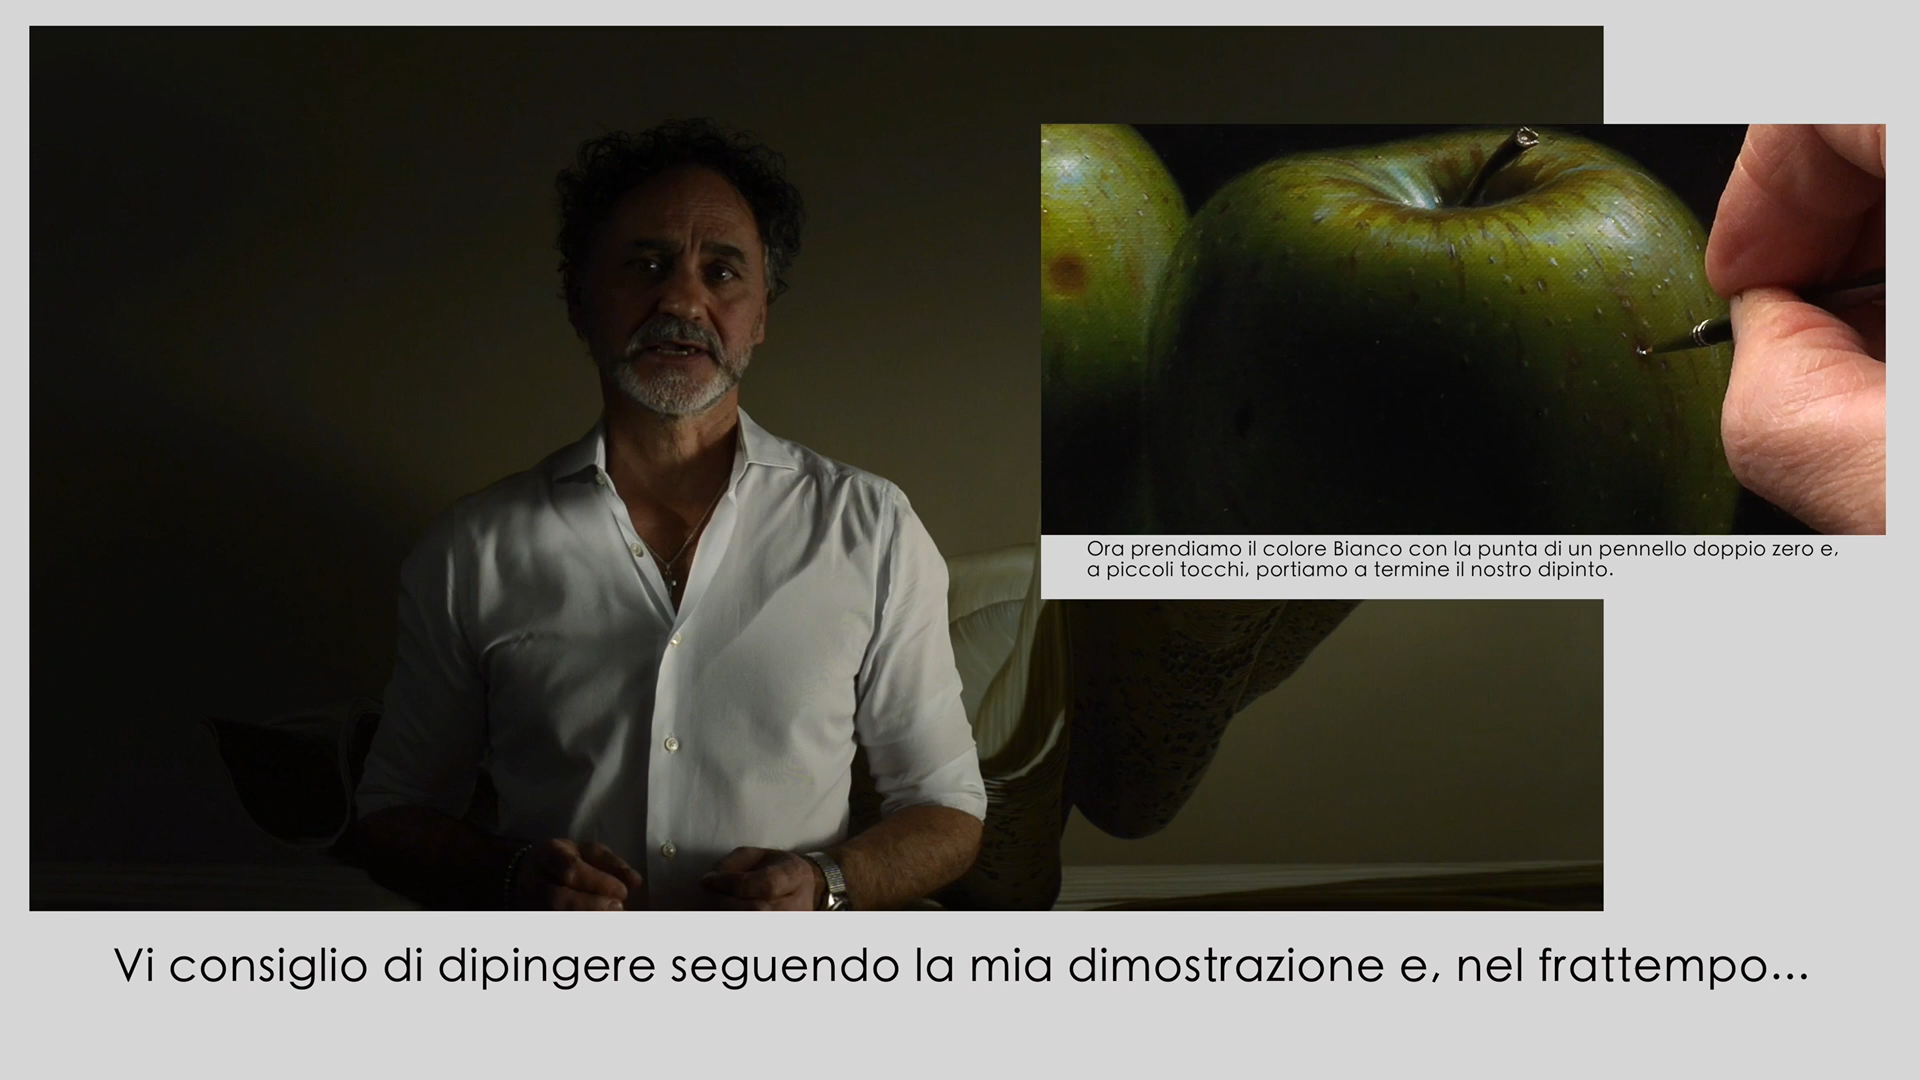 Ora prendiamo il colore Bianco con la punta di un pennello doppio zero e,
a piccoli tocchi, portiamo a termine il nostro dipinto.
Vi consiglio di dipingere seguendo la mia dimostrazione e, nel frattempo...